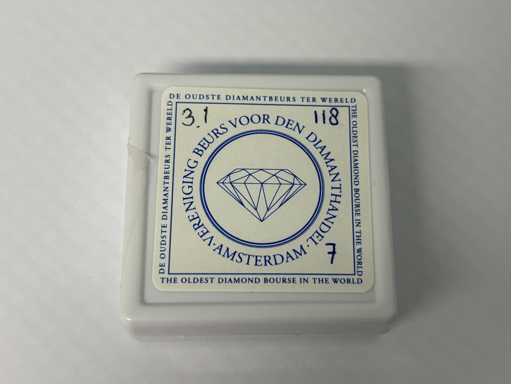 DE OUDSTE DIAMANTBEURS TER WERELD
3.1
118
VERENIGING BEURS VOOR DEN DIAMANTHANDEL
·AMSTERDAM·
7
THE OLDEST DIAMOND BOURSE IN THE WORLD
DE OUDSTE DIAMANTBEURS TER WERELD
THE OLDEST DIAMOND BOURSE IN THE WORLD